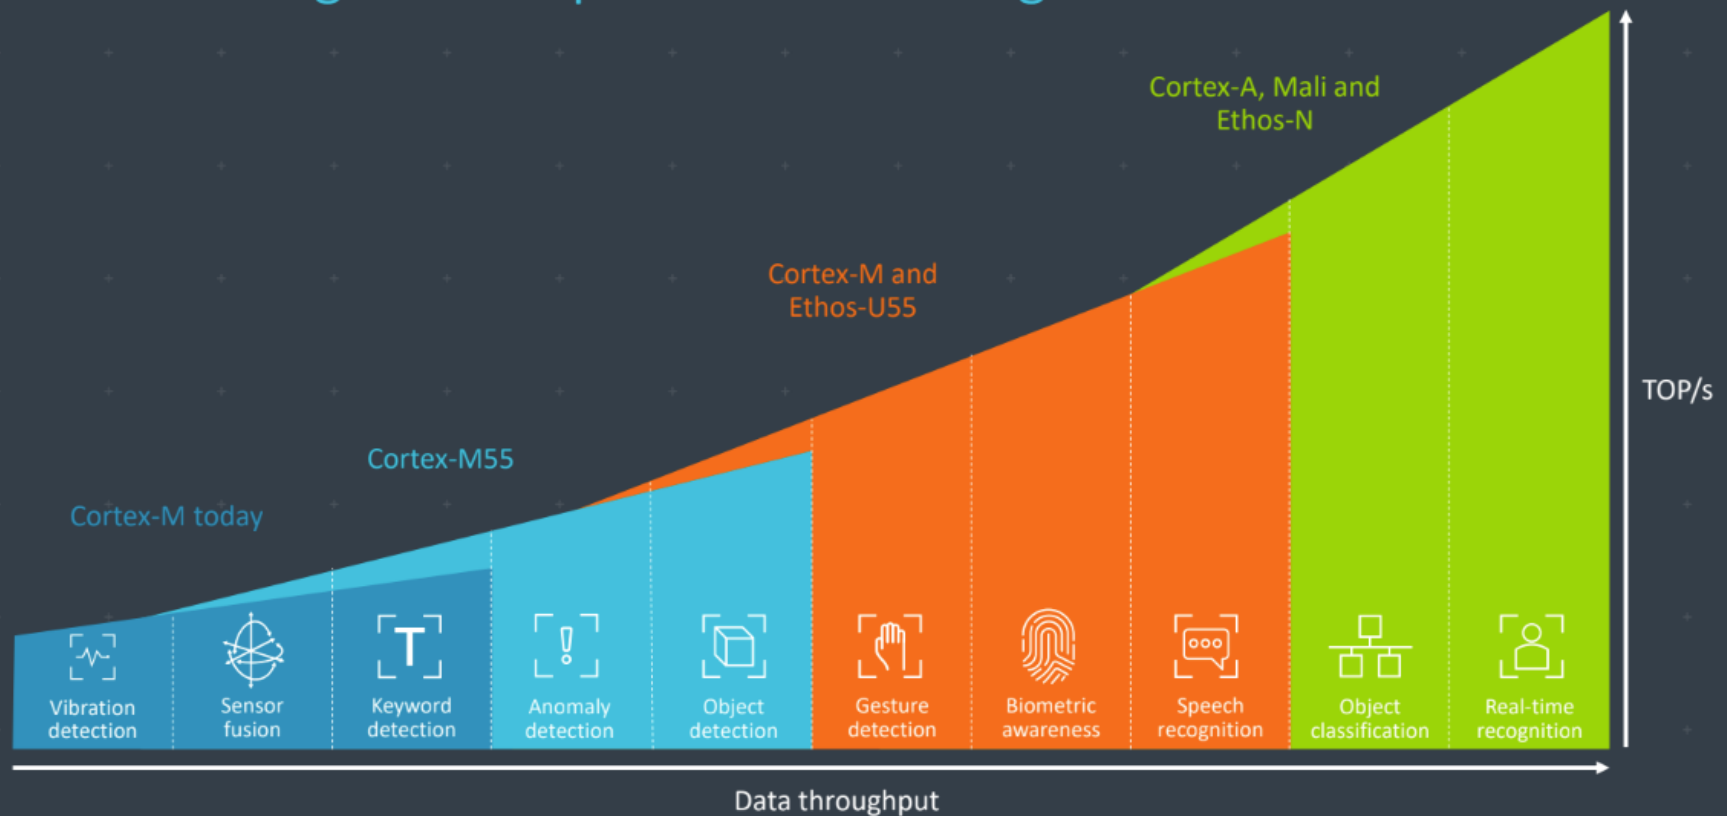 Cortex-A, Mali and
Ethos-N
Cortex-M and
Ethos-U55
TOP/s
Cortex-M55
Cortex-M today
T
Vibration
detection
Sensor
fusion
Keyword
detection
Anomaly
detection
Object
detection
Gesture
detection
Biometric
awareness
Speech
recognition
Object
classification
Real-time
recognition
Data throughput